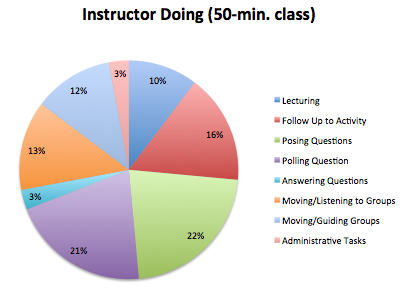 Instructor Doing (50-min. class)
3%
12%
10%
16%
13%
3%
21%
22%
Lecturing
Follow Up to Activity
Posing Questions
Polling Question
Answering Questions
Moving/Listening to Groups
Moving/Guiding Groups
Administrative Tasks